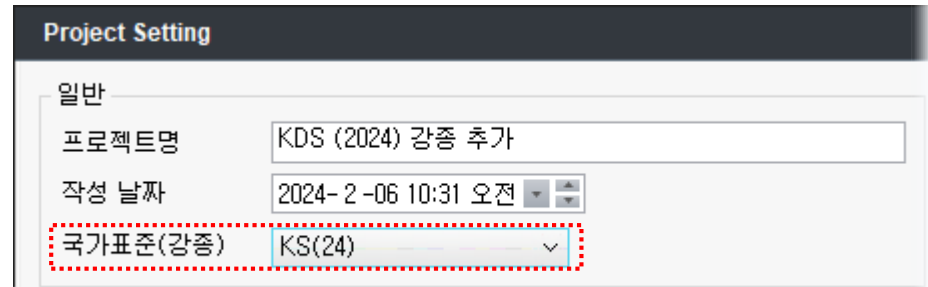 Project Setting
일반
프로젝트명 KDS (2024) 강종 추가
작성 날짜 2024- 2 -06 10:31 오전
국가표준(강종) KS(24)